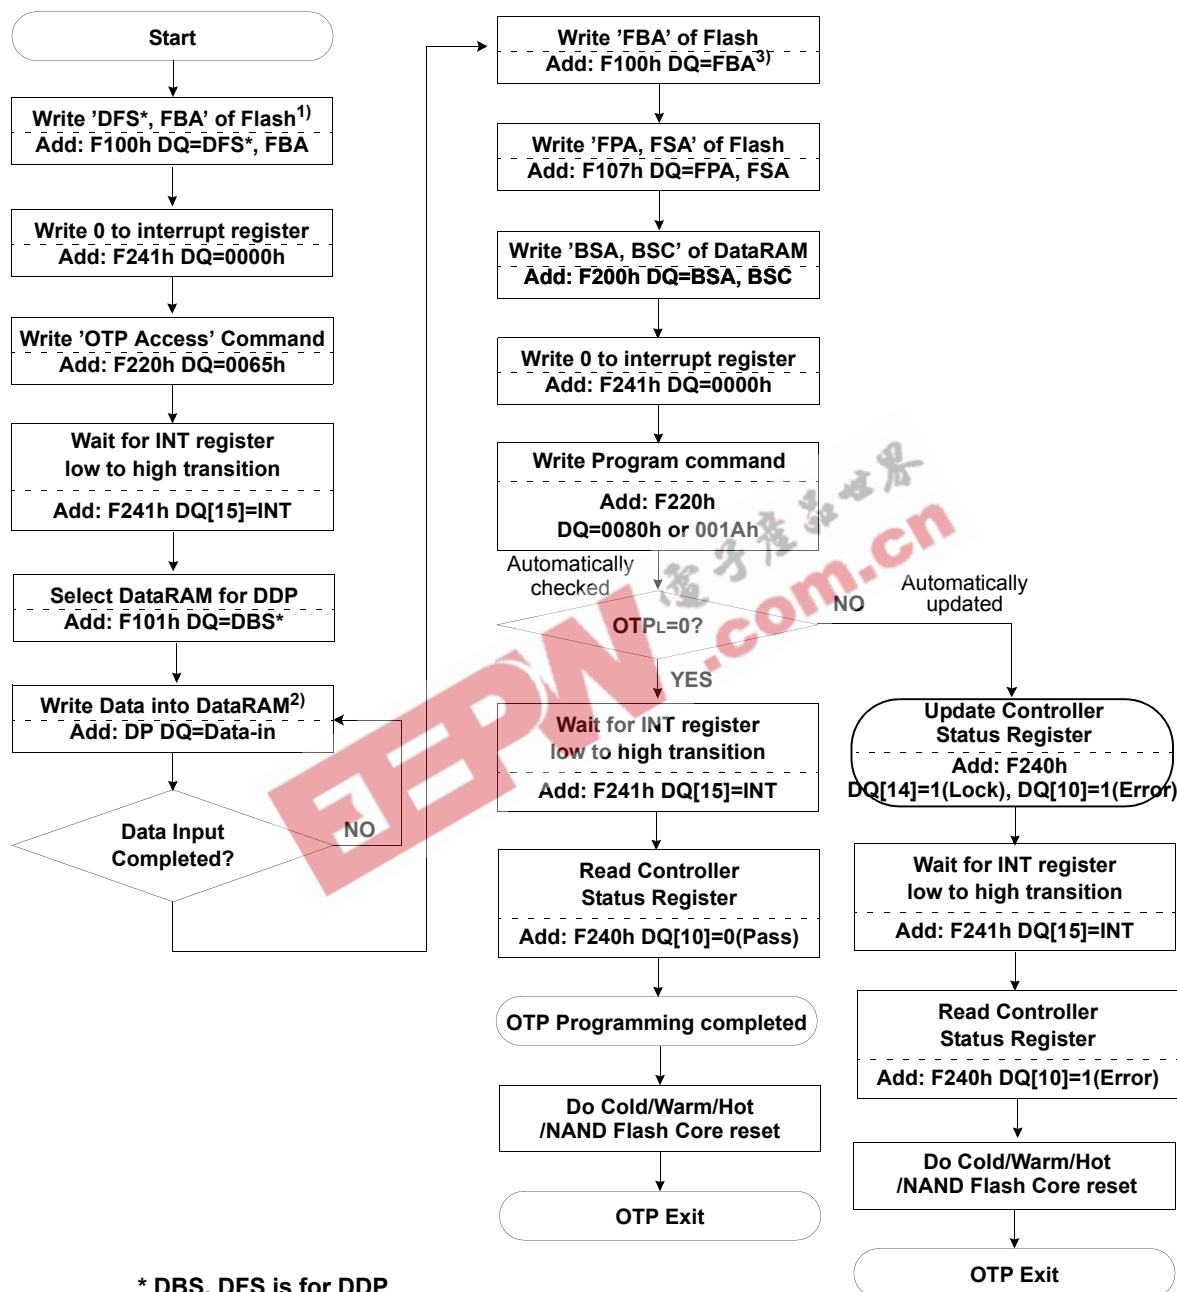 Start
Write ’DFS*, FBA’ of Flash1)
Add: F100h DQ=DFS*, FBA
Write 0 to interrupt register
Add: F241h DQ=0000h
Write ’OTP Access’ Command
Add: F220h DQ=0065h
Wait for INT register
low to high transition
Add: F241h DQ[15]=INT
Select DataRAM for DDP
Add: F101h DQ=DBS*
Write Data into DataRAM2)
Add: DP DQ=Data-in
Data Input
Completed?
NO
Write ’FBA’ of Flash
Add: F100h DQ=FBA3)
Write ’FPA, FSA’ of Flash
Add: F107h DQ=FPA, FSA
Write ’BSA, BSC’ of DataRAM
Add: F200h DQ=BSA, BSC
Write 0 to interrupt register
Add: F241h DQ=0000h
Write Program command
Add: F220h
DQ=0080h or 001Ah
Automatically
checked
OTPL=0?
NO
Automatically
updated
YES
Wait for INT register
low to high transition
Add: F241h DQ[15]=INT
Read Controller
Status Register
Add: F240h DQ[10]=0(Pass)
OTP Programming completed
Do Cold/Warm/Hot
/NAND Flash Core reset
OTP Exit
Update Controller
Status Register
Add: F240h
DQ[14]=1(Lock), DQ[10]=1(Error)
Wait for INT register
low to high transition
Add: F241h DQ[15]=INT
Read Controller
Status Register
Add: F240h DQ[10]=1(Error)
Do Cold/Warm/Hot
/NAND Flash Core reset
OTP Exit
* DBS, DFS is for DDP
EEPW.com.cn
電子產品世界